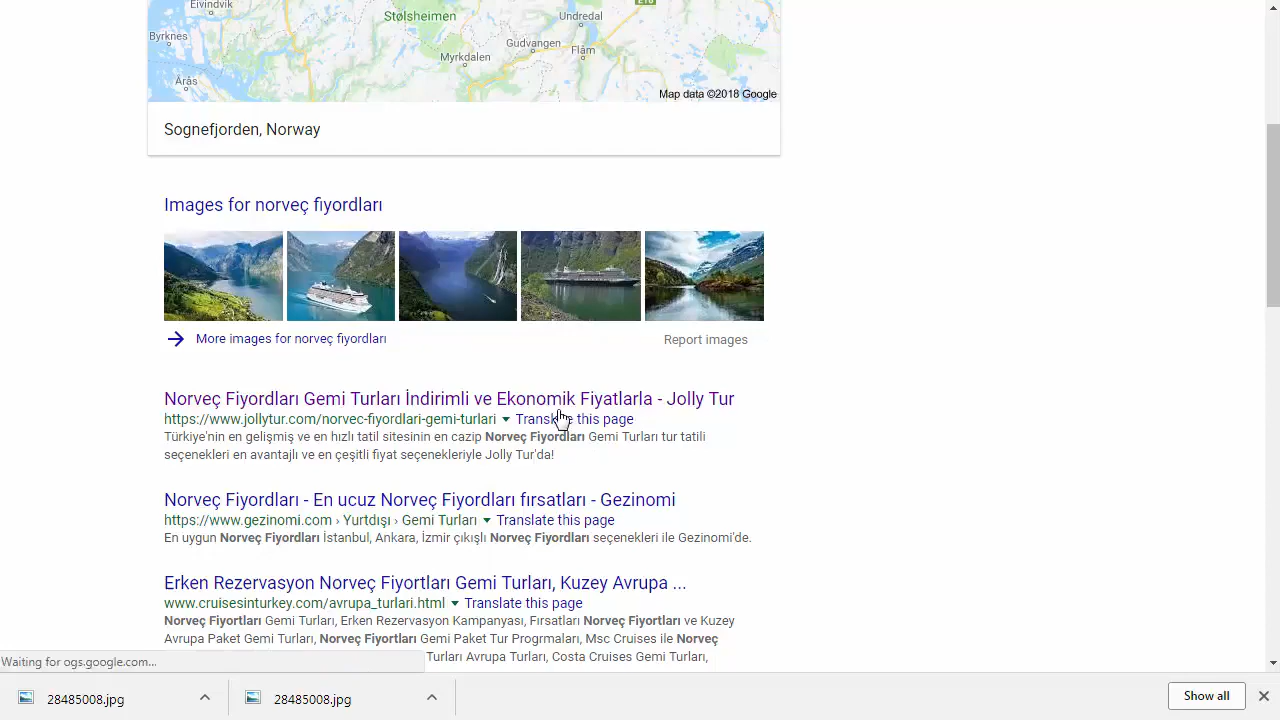 Eivindvik
Stølsheimen
Undredal
E16
Byrknes
Gudvangen
Flåm
Myrkdalen
Årås
Map data ©2018 Google
Sognefjorden, Norway
Images for norveç fiyordları
More images for norveç fiyordları
Report images
Norveç Fiyordları Gemi Turları İndirimli ve Ekonomik Fiyatlarla - Jolly Tur
https://www.jollytur.com/norvec-fiyordlari-gemi-turlari Translate this page
Türkiye'nin en gelişmiş ve en hızlı tatil sitesinin en cazip Norveç Fiyordları Gemi Turları tur tatili
seçenekleri en avantajlı ve en çeşitli fiyat seçenekleriyle Jolly Tur'da!
Norveç Fiyordları - En ucuz Norveç Fiyordları fırsatları - Gezinomi
https://www.gezinomi.com › Yurtdışı › Gemi Turları Translate this page
En uygun Norveç Fiyordları İstanbul, Ankara, İzmir çıkışlı Norveç Fiyordları seçenekleri ile Gezinomi'de.
Erken Rezervasyon Norveç Fiyortları Gemi Turları, Kuzey Avrupa ...
www.cruisesinturkey.com/avrupa_turlari.html Translate this page
Norveç Fiyortları Gemi Turları, Erken Rezervasyon Kampanyası, Fırsatları Norveç Fiyortları ve Kuzey
Avrupa Paket Gemi Turları, Norveç Fiyortları Gemi Paket Tur Progrmaları, Msc Cruises ile Norveç
Turları Avrupa Turları, Costa Cruises Gemi Turları,
Waiting for ogs.google.com...
28485008.jpg
28485008.jpg
Show all